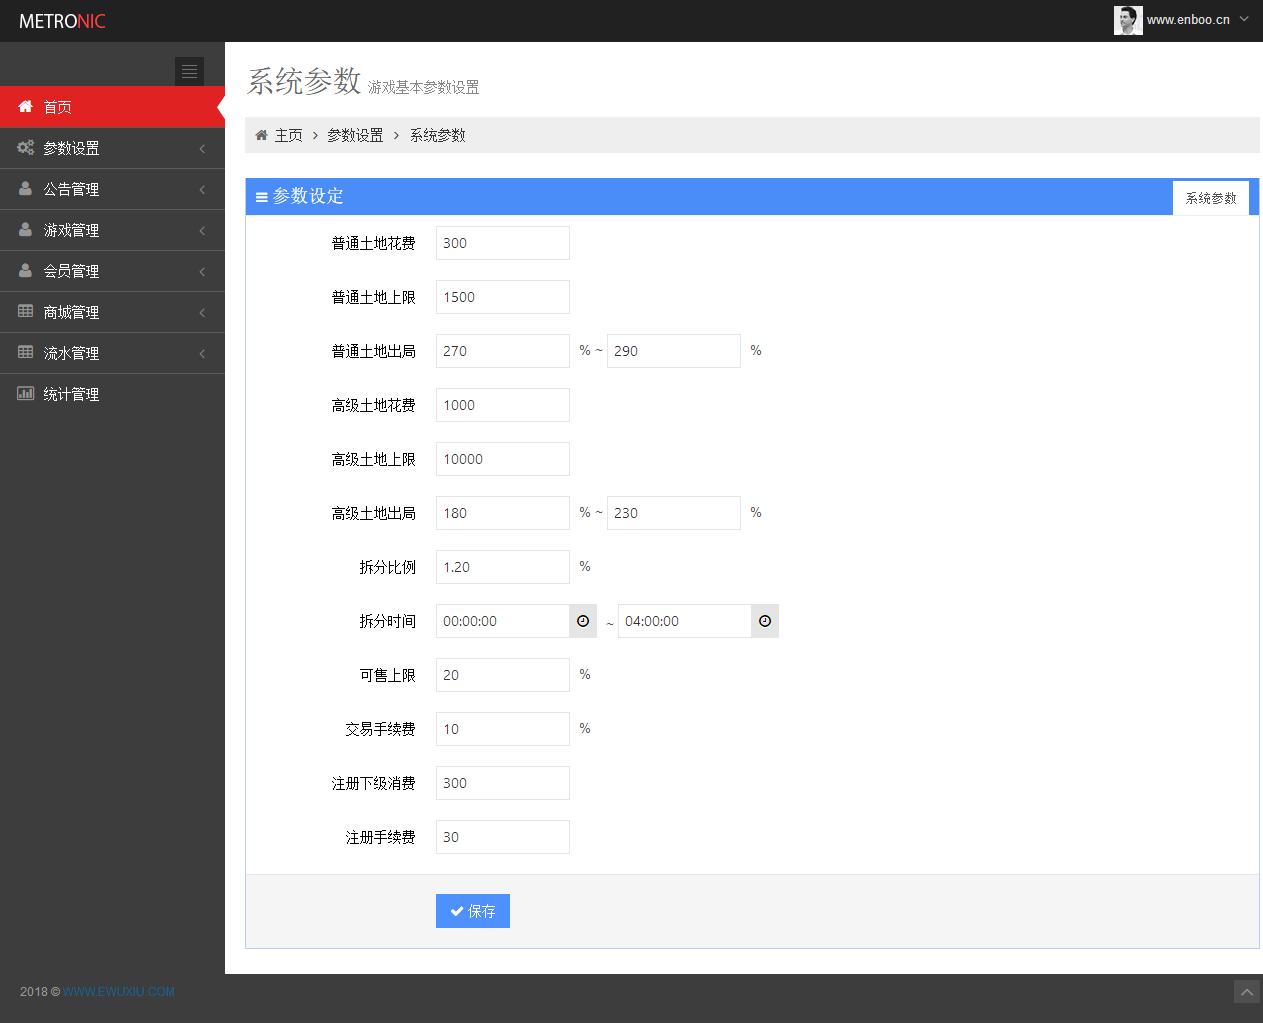 METRONIC
www.enboo.cn
首页
参数设置
公告管理
游戏管理
会员管理
商城管理
流水管理
统计管理
系统参数 游戏基本参数设置
主页 参数设置 系统参数
参数设定
系统参数
普通土地花费 300
普通土地上限 1500
普通土地出局 270 % ~ 290 %
高级土地花费 1000
高级土地上限 10000
高级土地出局 180 % ~ 230 %
拆分比例 1.20 %
拆分时间 00:00:00 ~ 04:00:00
可售上限 20 %
交易手续费 10 %
注册下级消费 300
注册手续费 30
保存
2018 © WWW.EWUXIU.COM